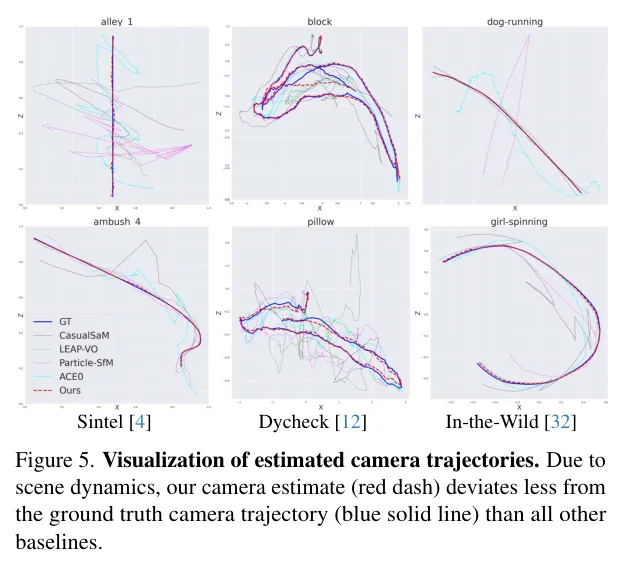 alley_1
block
dog-running
Z
X
Z
X
Z
X
ambush_4
pillow
girl-spinning
Z
GT
CasualSaM
LEAP-VO
Particle-SfM
ACE0
Ours
X
Z
X
Z
X
Sintel [4]
Dycheck [12]
In-the-Wild [32]
Figure 5. Visualization of estimated camera trajectories. Due to
scene dynamics, our camera estimate (red dash) deviates less from
the ground truth camera trajectory (blue solid line) than all other
baselines.